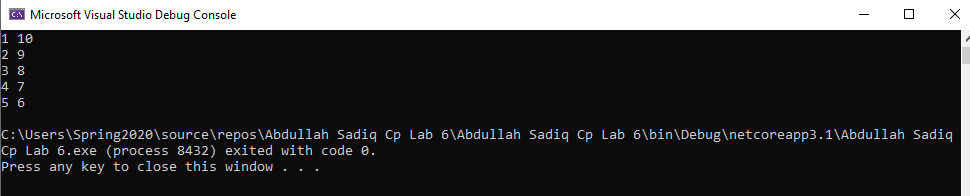 Microsoft Visual Studio Debug Console
1 10
2 9
3 8
4 7
5 6
C:\Users\Spring2020\source\repos\Abdullah Sadiq Cp Lab 6\Abdullah Sadiq Cp Lab 6\bin\Debug\netcoreapp3.1\Abdullah Sadiq
Cp Lab 6.exe (process 8432) exited with code 0.
Press any key to close this window . . .